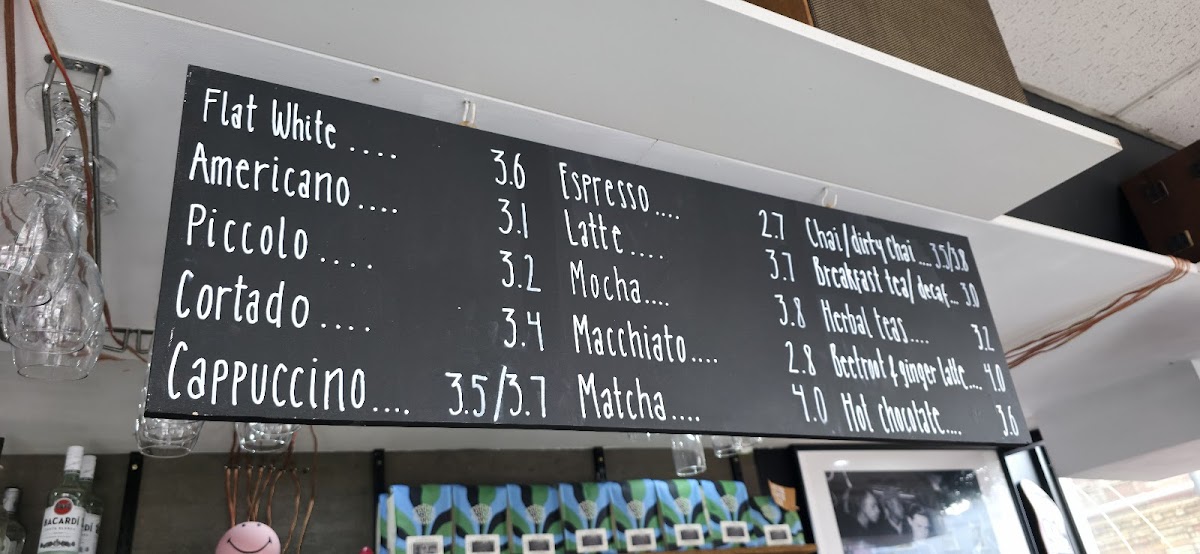 Flat White .... 3.6
Americano .... 3.1
Piccolo .... 3.2
Cortado .... 3.4
Cappuccino .... 3.5/3.7
Espresso .... 2.7
Latte .... 3.7
Mocha .... 3.8
Macchiato .... 2.8
Matcha .... 4.0
Chai/dirty Chai .... 3.5/3.8
Breakfast tea/ decaf... 3.0
Herbal teas.... 3.2
Beetroot & ginger latte.... 4.0
Hot chocolate.... 3.6
BACARDÍ